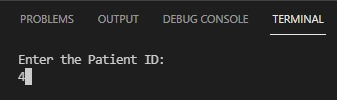 PROBLEMS OUTPUT DEBUG CONSOLE TERMINAL
Enter the Patient ID:
4